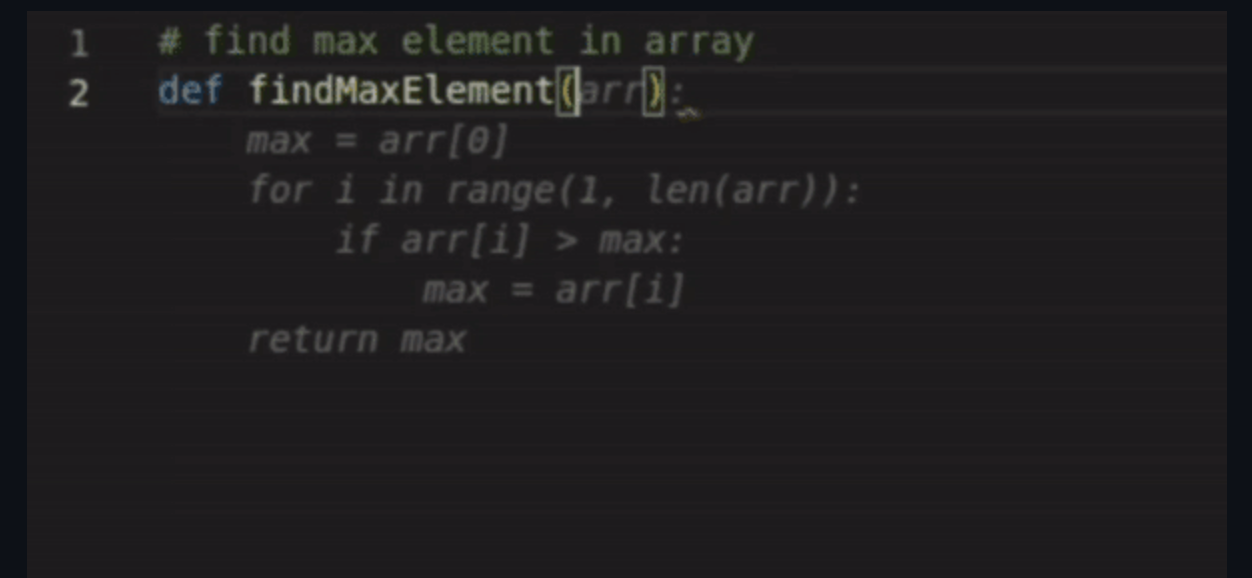 1 # find max element in array
2 def findMaxElement(arr):
max = arr[0]
for i in range(1, len(arr)):
if arr[i] > max:
max = arr[i]
return max